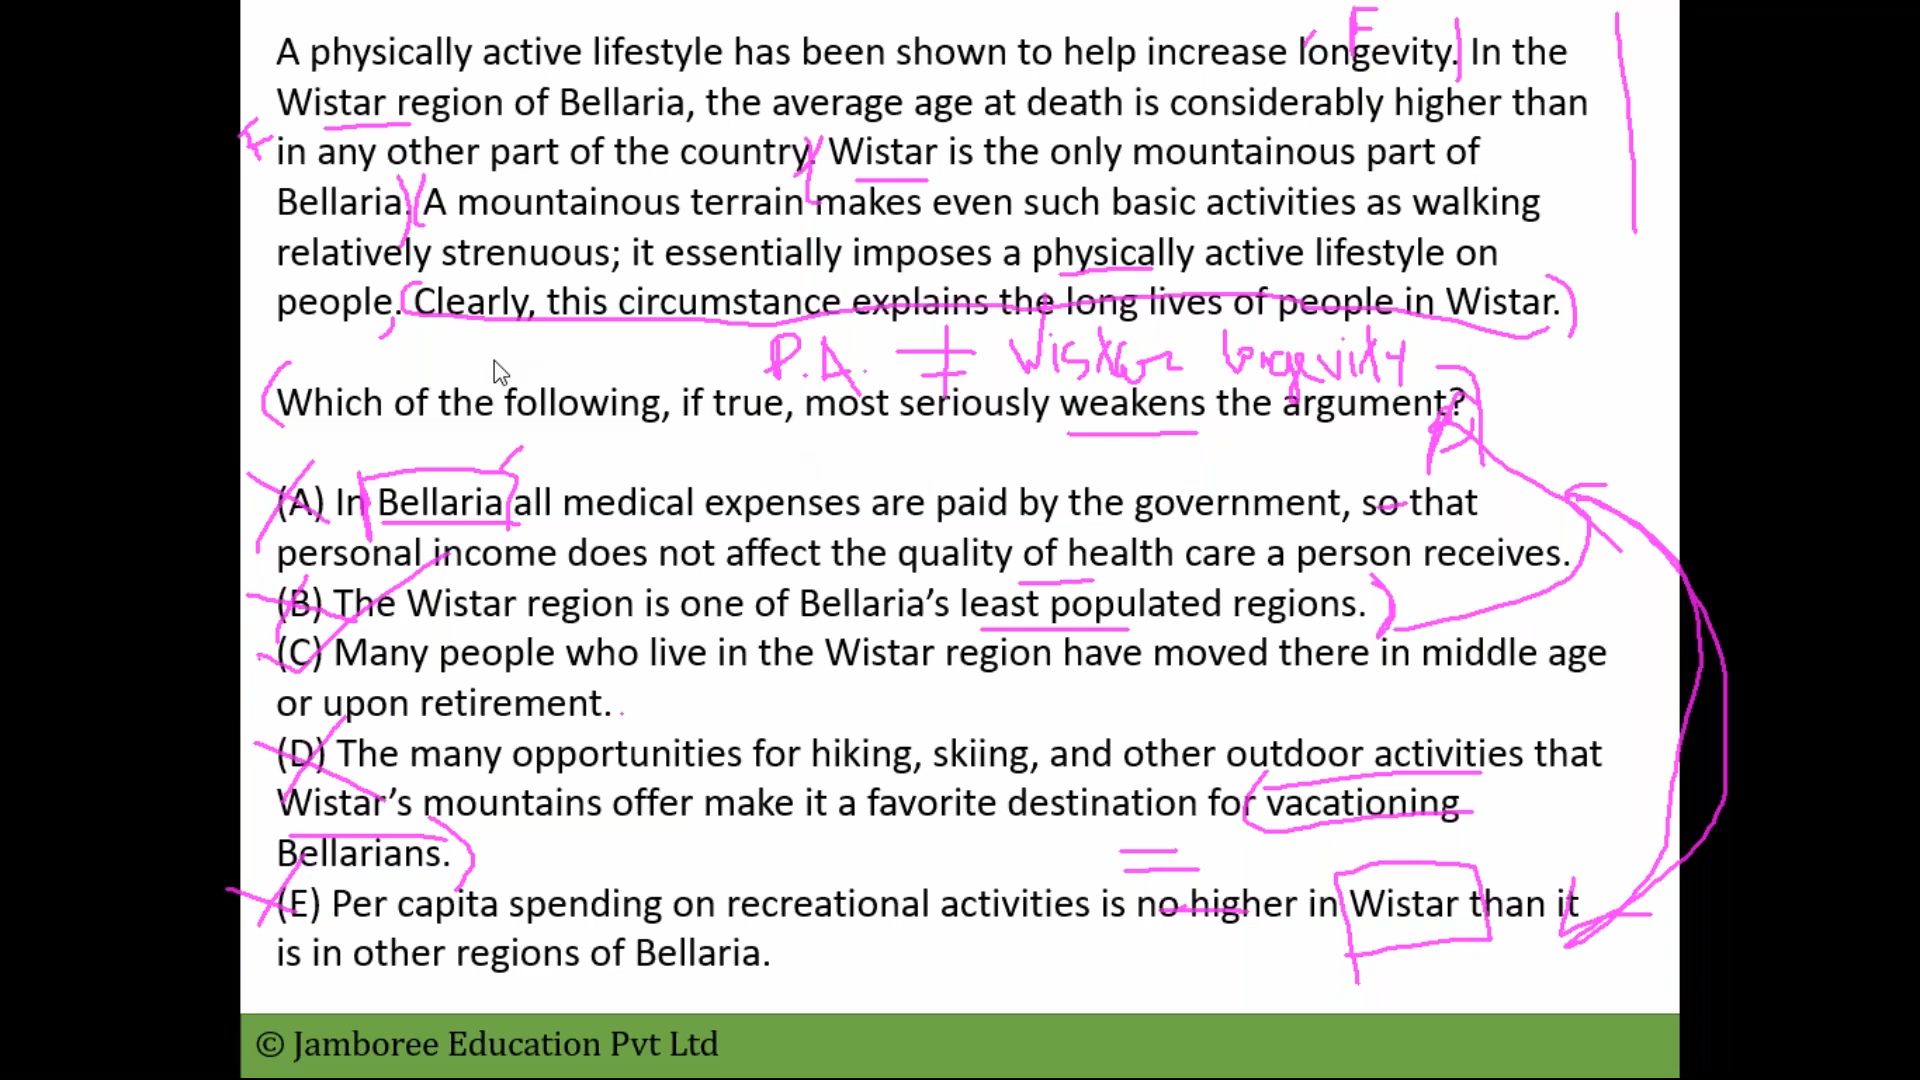 A physically active lifestyle has been shown to help increase longevity. In the
Wistar region of Bellaria, the average age at death is considerably higher than
in any other part of the country. Wistar is the only mountainous part of
Bellaria. A mountainous terrain makes even such basic activities as walking
relatively strenuous; it essentially imposes a physically active lifestyle on
people. Clearly, this circumstance explains the long lives of people in Wistar.
P.A. ≠ Wistar longevity
Which of the following, if true, most seriously weakens the argument?
(A) In Bellaria all medical expenses are paid by the government, so that
personal income does not affect the quality of health care a person receives.
(B) The Wistar region is one of Bellaria’s least populated regions.
(C) Many people who live in the Wistar region have moved there in middle age
or upon retirement.
(D) The many opportunities for hiking, skiing, and other outdoor activities that
Wistar’s mountains offer make it a favorite destination for vacationing
Bellarians.
(E) Per capita spending on recreational activities is no higher in Wistar than it
is in other regions of Bellaria.
© Jamboree Education Pvt Ltd